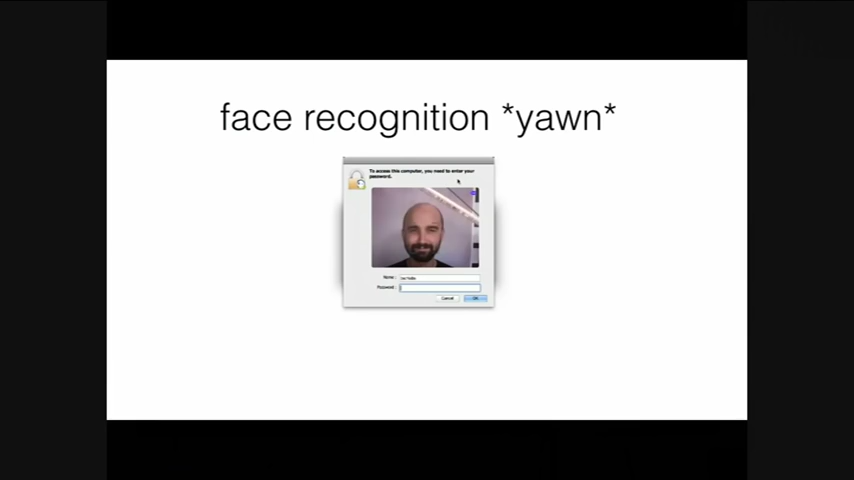 face recognition *yawn*
To access this computer, you need to enter your
password.
Name:
Password:
Cancel OK